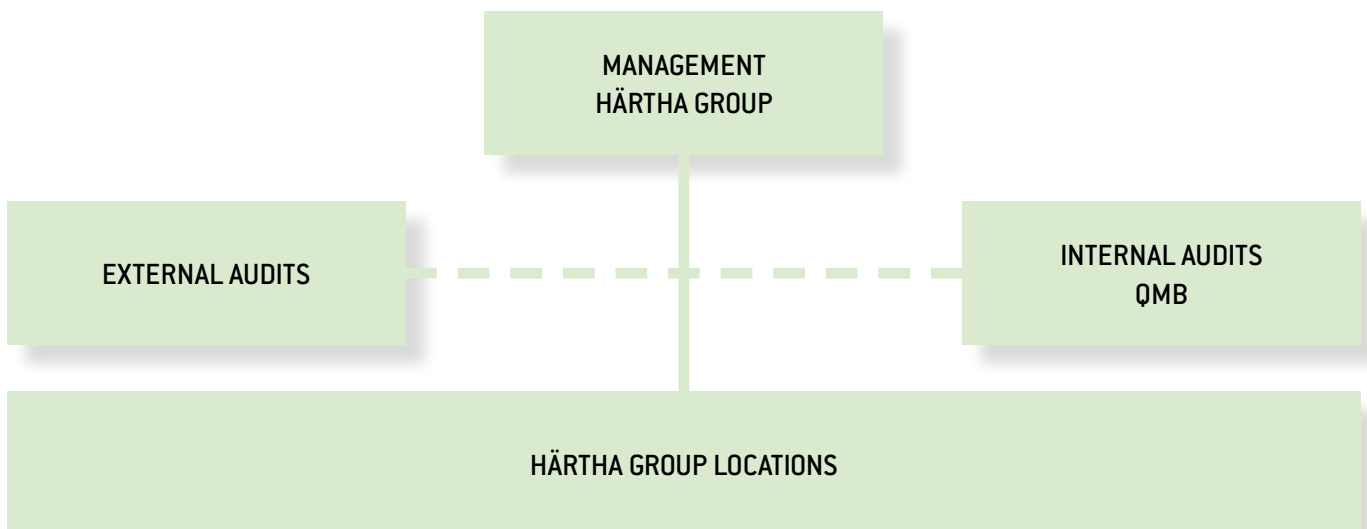 MANAGEMENT
HÄRTHA GROUP
EXTERNAL AUDITS
INTERNAL AUDITS
QMB
HÄRTHA GROUP LOCATIONS